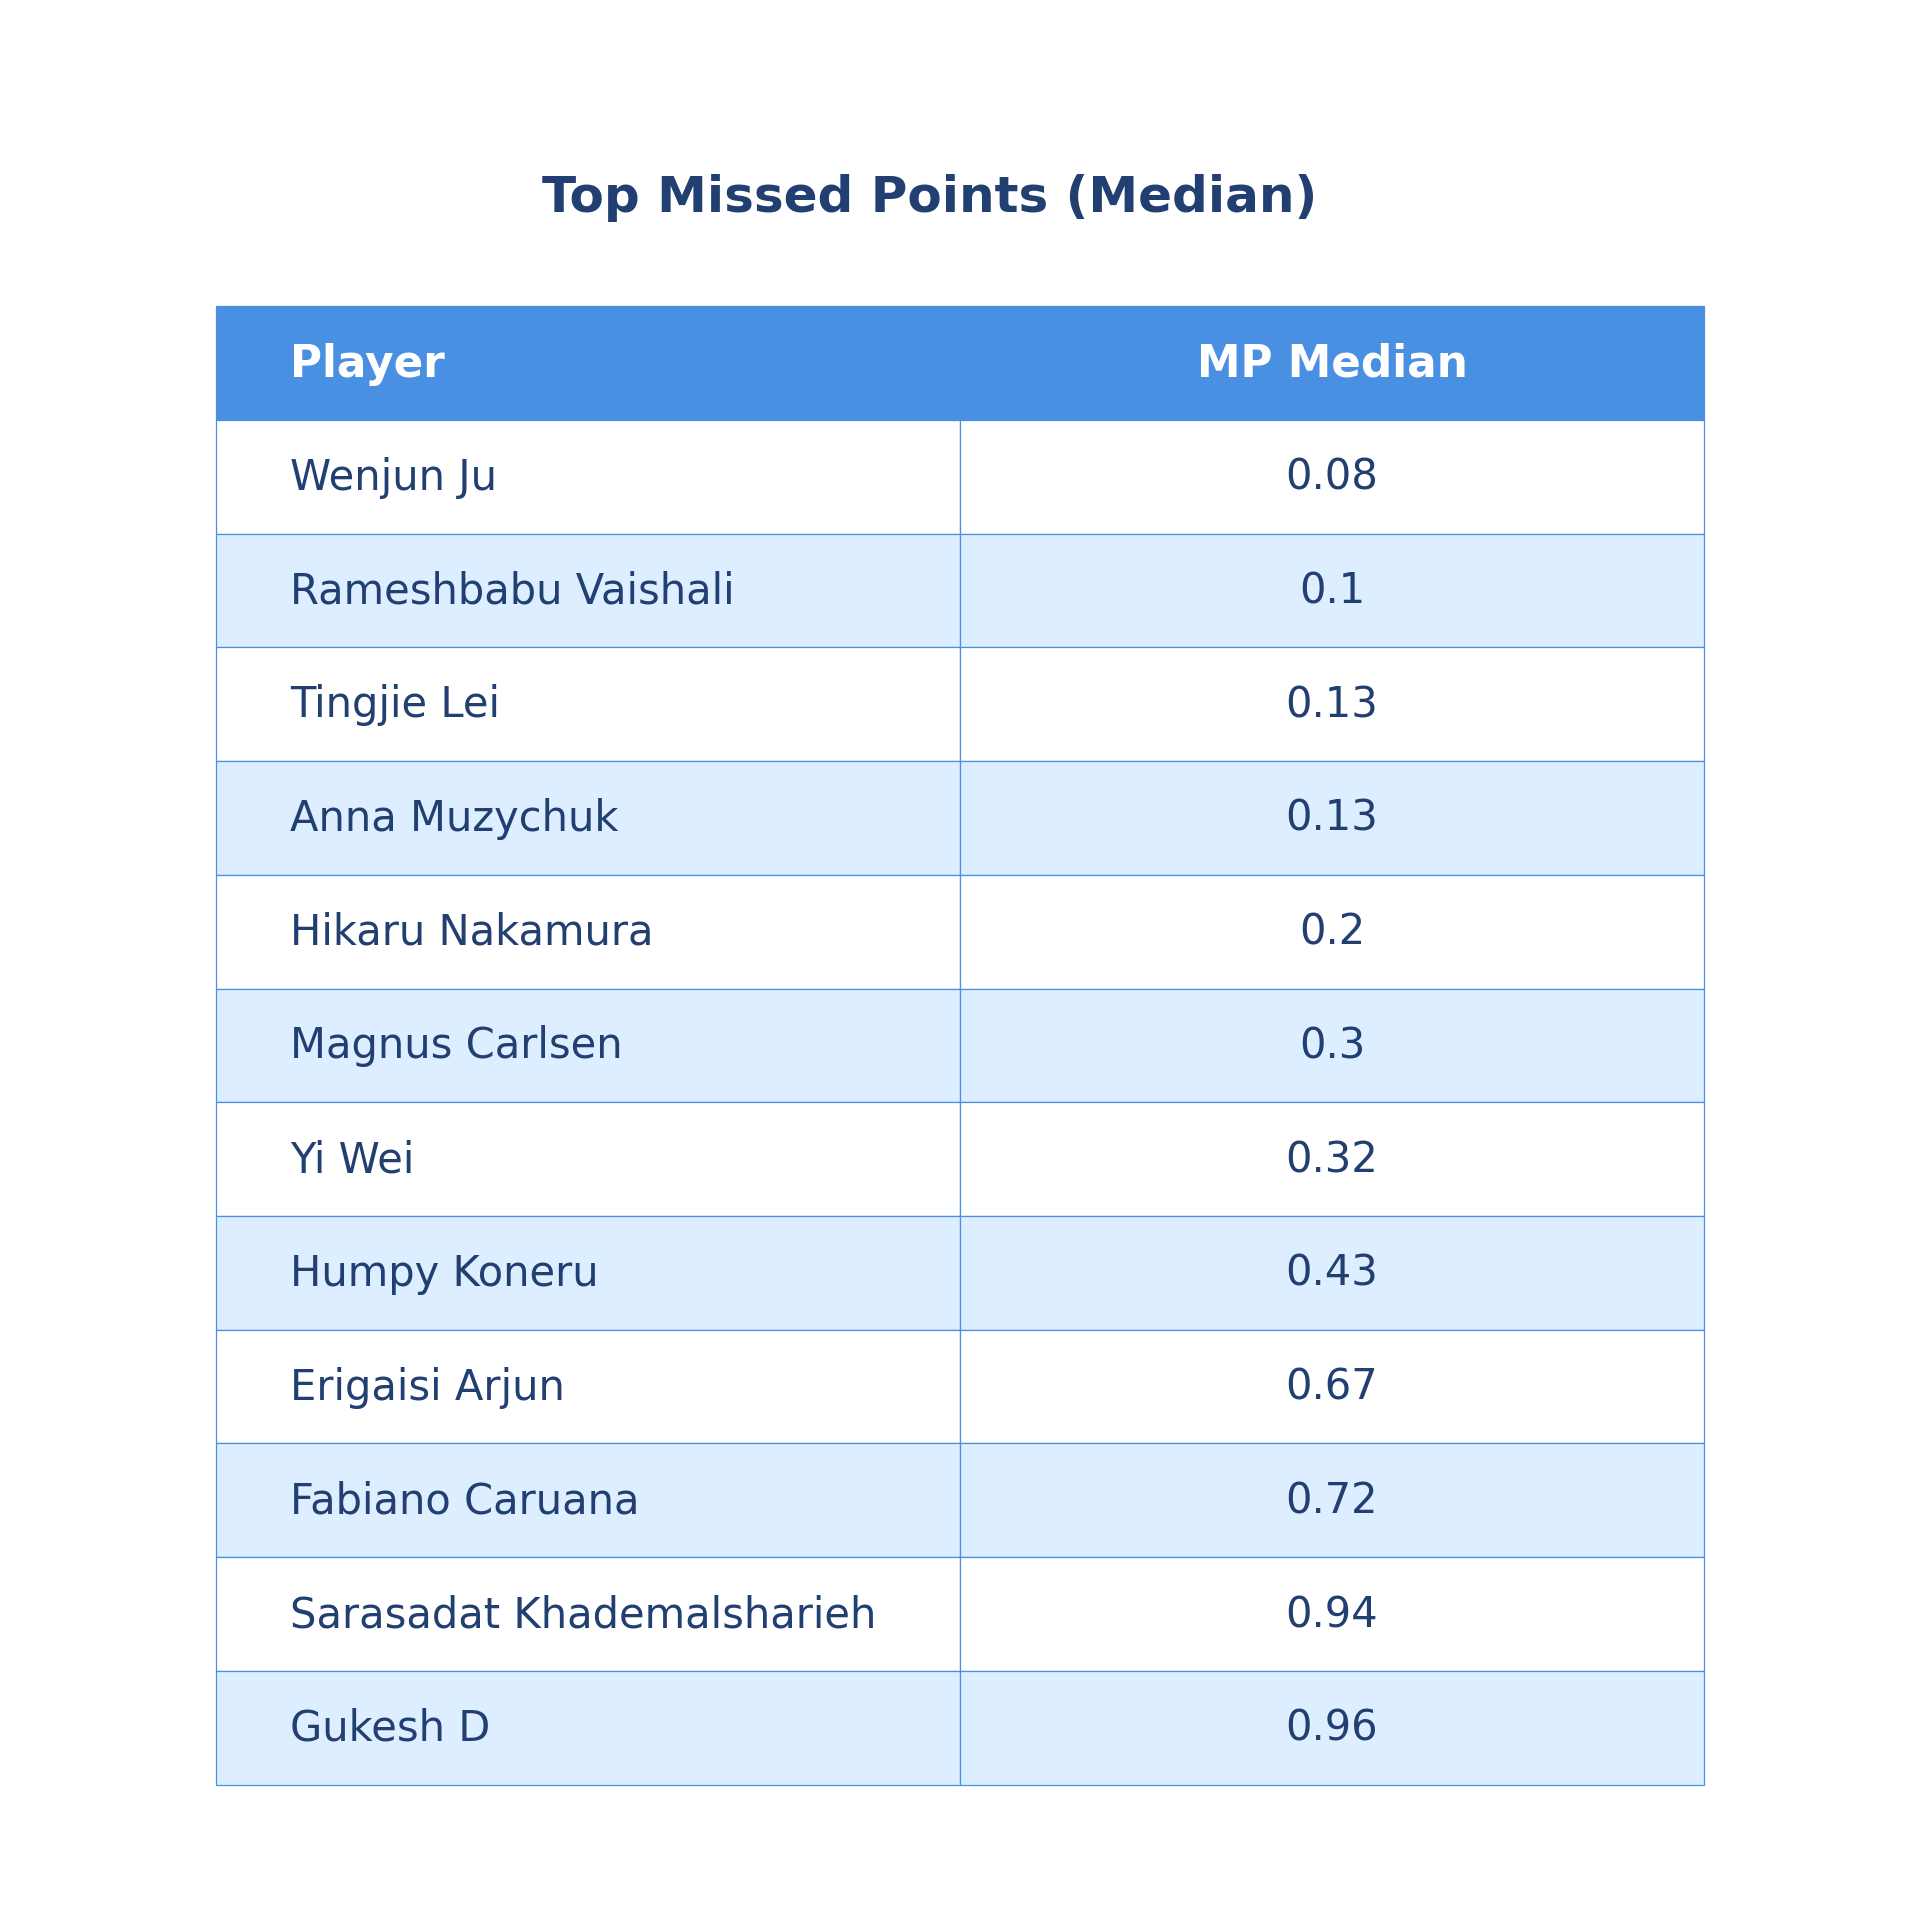 Top Missed Points (Median)
Player MP Median
Wenjun Ju 0.08
Rameshbabu Vaishali 0.1
Tingjie Lei 0.13
Anna Muzychuk 0.13
Hikaru Nakamura 0.2
Magnus Carlsen 0.3
Yi Wei 0.32
Humpy Koneru 0.43
Erigaisi Arjun 0.67
Fabiano Caruana 0.72
Sarasadat Khademalsharieh 0.94
Gukesh D 0.96